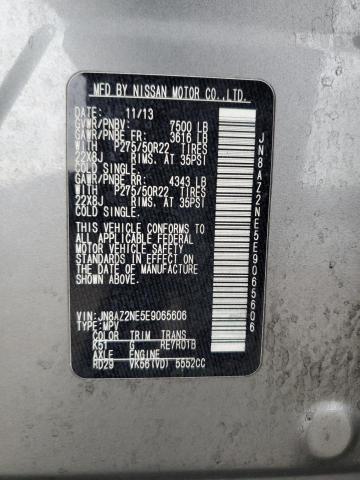 MFD BY NISSAN MOTOR CO.,LTD.
DATE: 11/13
GVWR/PNBV: 7500 LB
GAWR/PNBE FR: 3616 LB
WITH P275/50R22 TIRES
22X8J RIMS, AT 35PSI
COLD SINGLE.
GAWR/PNBE RR: 4343 LB
WITH P275/50R22 TIRES
22X8J RIMS, AT 35PSI
COLD SINGLE.
THIS VEHICLE CONFORMS TO
ALL APPLICABLE FEDERAL
MOTOR VEHICLE SAFETY
STANDARDS IN EFFECT ON
THE DATE OF MANUFACTURE
SHOWN ABOVE.
VIN:JN8AZ2NE5E9065606
TYPE: MPV
COLOR TRIM TRANS
K51 G RE7R01B
AXLE ENGINE
RD29 VK56(VD) 5552CC
JN8AZ2NE5E9065606